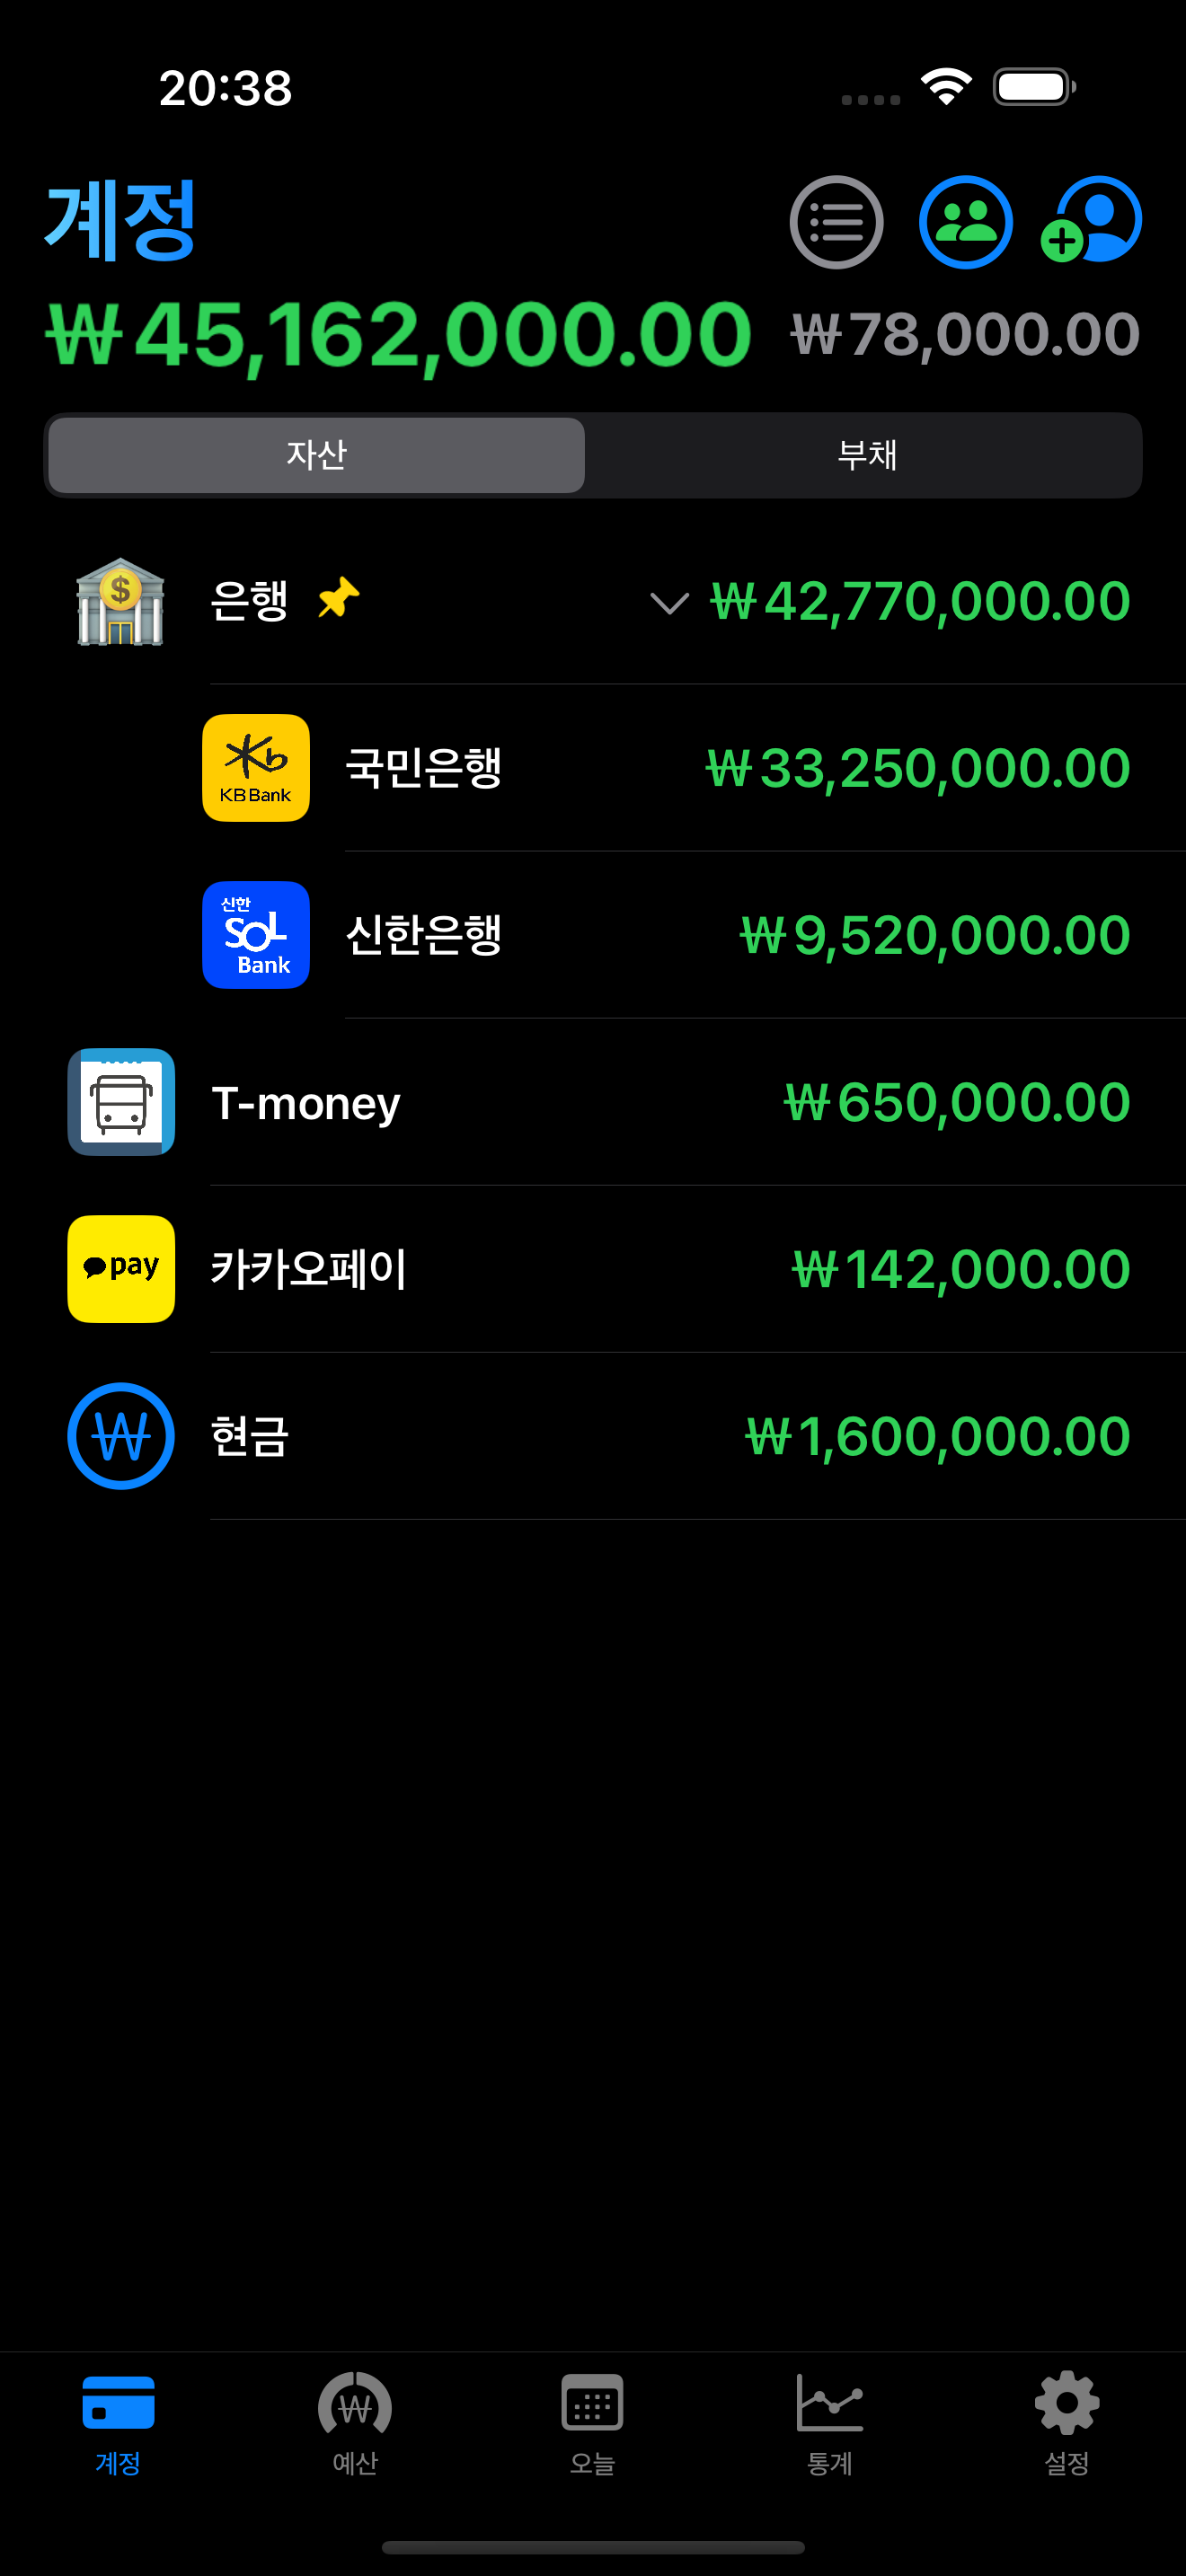 20:38
계정
₩45,162,000.00 ₩78,000.00
자산 부채
은행 ₩42,770,000.00
Kb
KB Bank
국민은행 ₩33,250,000.00
신한
SOL
Bank
신한은행 ₩9,520,000.00
T-money ₩650,000.00
pay
카카오페이 ₩142,000.00
₩
현금 ₩1,600,000.00
계정 예산 오늘 통계 설정